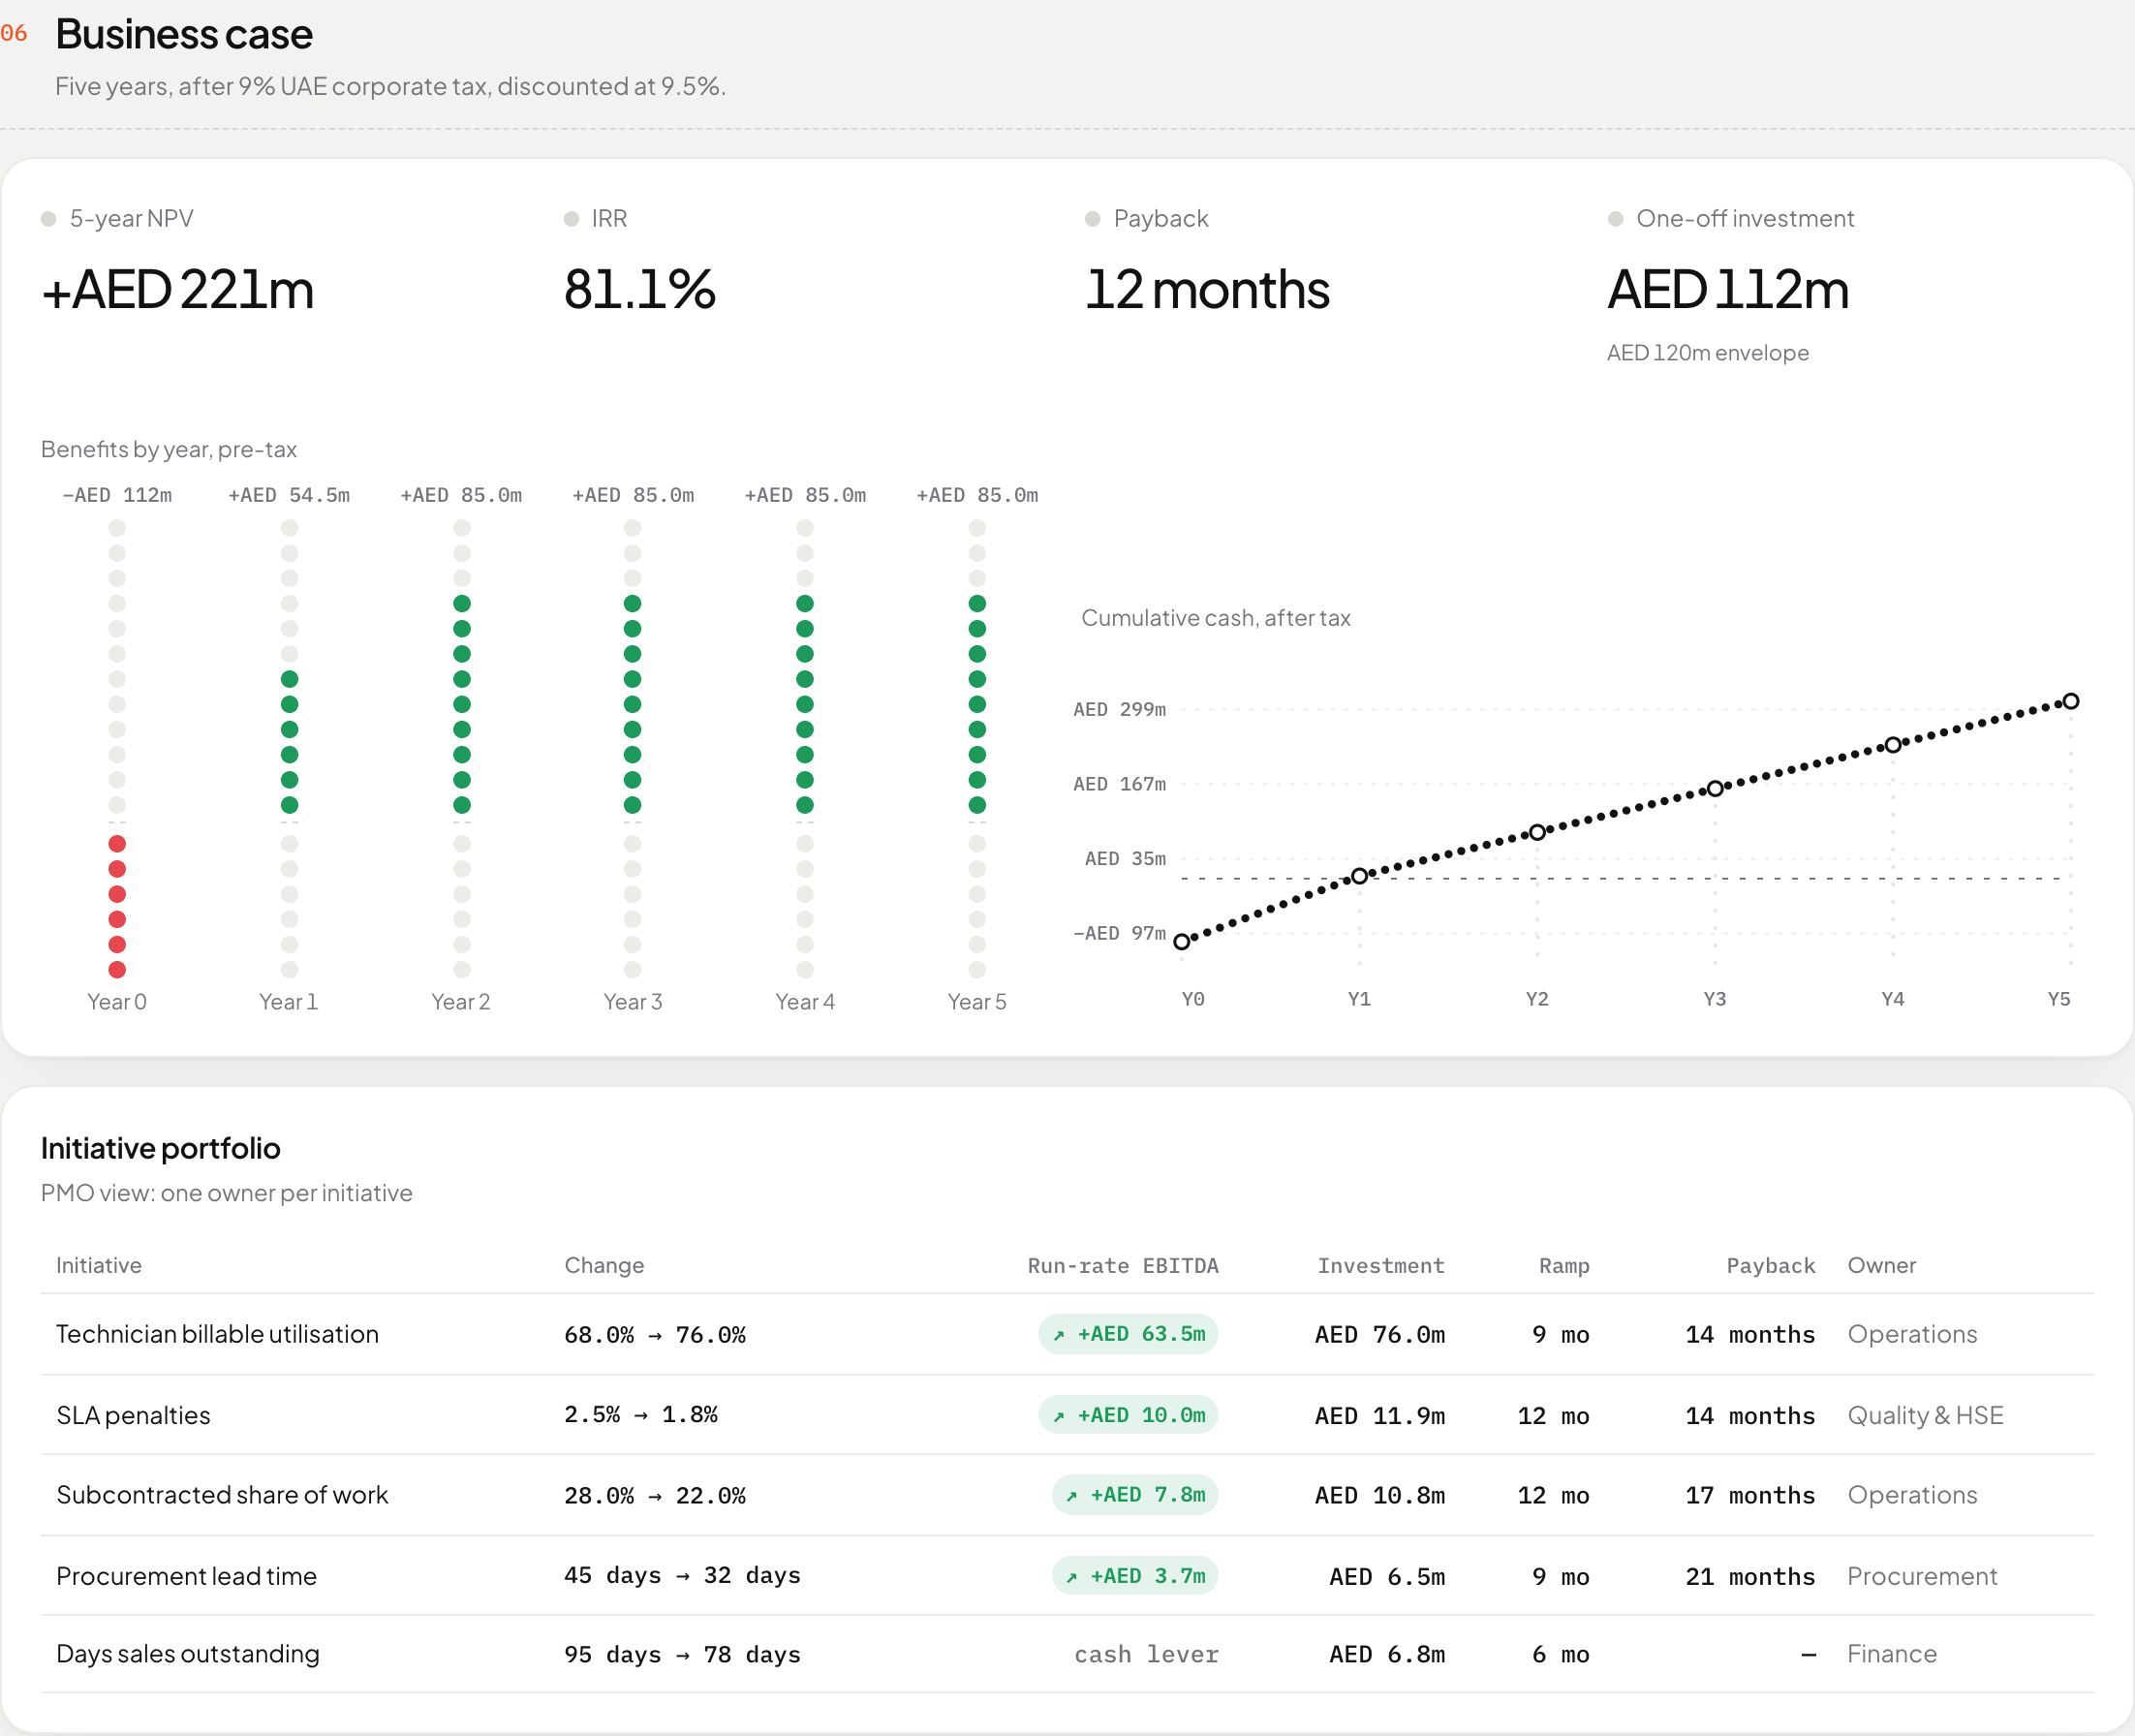 06 Business case
Five years, after 9% UAE corporate tax, discounted at 9.5%.
5-year NPV
+AED 221m
IRR
81.1%
Payback
12 months
One-off investment
AED 112m
AED 120m envelope
Benefits by year, pre-tax
−AED 112m +AED 54.5m +AED 85.0m +AED 85.0m +AED 85.0m +AED 85.0m
Year 0 Year 1 Year 2 Year 3 Year 4 Year 5
Cumulative cash, after tax
AED 299m
AED 167m
AED 35m
−AED 97m
Y0 Y1 Y2 Y3 Y4 Y5
Initiative portfolio
PMO view: one owner per initiative
Initiative Change Run-rate EBITDA Investment Ramp Payback Owner
Technician billable utilisation 68.0% → 76.0% ↗ +AED 63.5m AED 76.0m 9 mo 14 months Operations
SLA penalties 2.5% → 1.8% ↗ +AED 10.0m AED 11.9m 12 mo 14 months Quality & HSE
Subcontracted share of work 28.0% → 22.0% ↗ +AED 7.8m AED 10.8m 12 mo 17 months Operations
Procurement lead time 45 days → 32 days ↗ +AED 3.7m AED 6.5m 9 mo 21 months Procurement
Days sales outstanding 95 days → 78 days cash lever AED 6.8m 6 mo — Finance